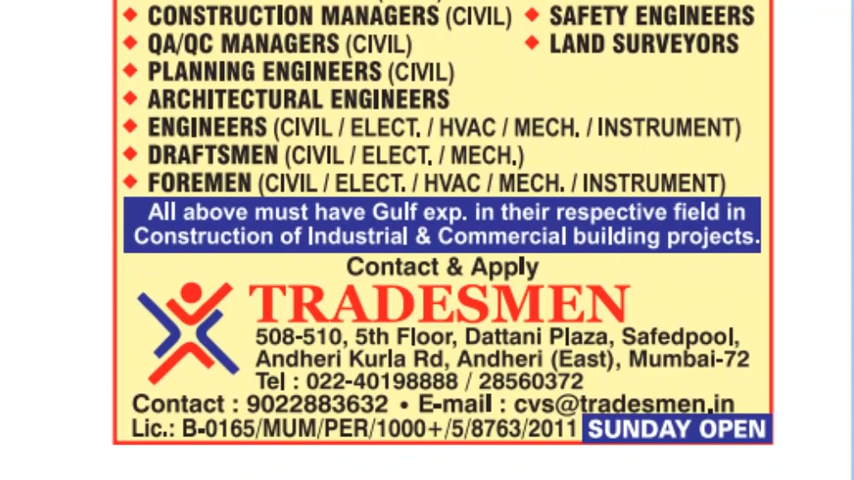 ◆ CONSTRUCTION MANAGERS (CIVIL) ◆ SAFETY ENGINEERS
◆ QA/QC MANAGERS (CIVIL) ◆ LAND SURVEYORS
◆ PLANNING ENGINEERS (CIVIL)
◆ ARCHITECTURAL ENGINEERS
◆ ENGINEERS (CIVIL / ELECT. / HVAC / MECH. / INSTRUMENT)
◆ DRAFTSMEN (CIVIL / ELECT. / MECH.)
◆ FOREMEN (CIVIL / ELECT. / HVAC / MECH. / INSTRUMENT)
All above must have Gulf exp. in their respective field in
Construction of Industrial & Commercial building projects.
Contact & Apply
TRADESMEN
508-510, 5th Floor, Dattani Plaza, Safedpool,
Andheri Kurla Rd, Andheri (East), Mumbai-72
Tel : 022-40198888 / 28560372
Contact : 9022883632 • E-mail : cvs@tradesmen.in
Lic.: B-0165/MUM/PER/1000+/5/8763/2011 SUNDAY OPEN